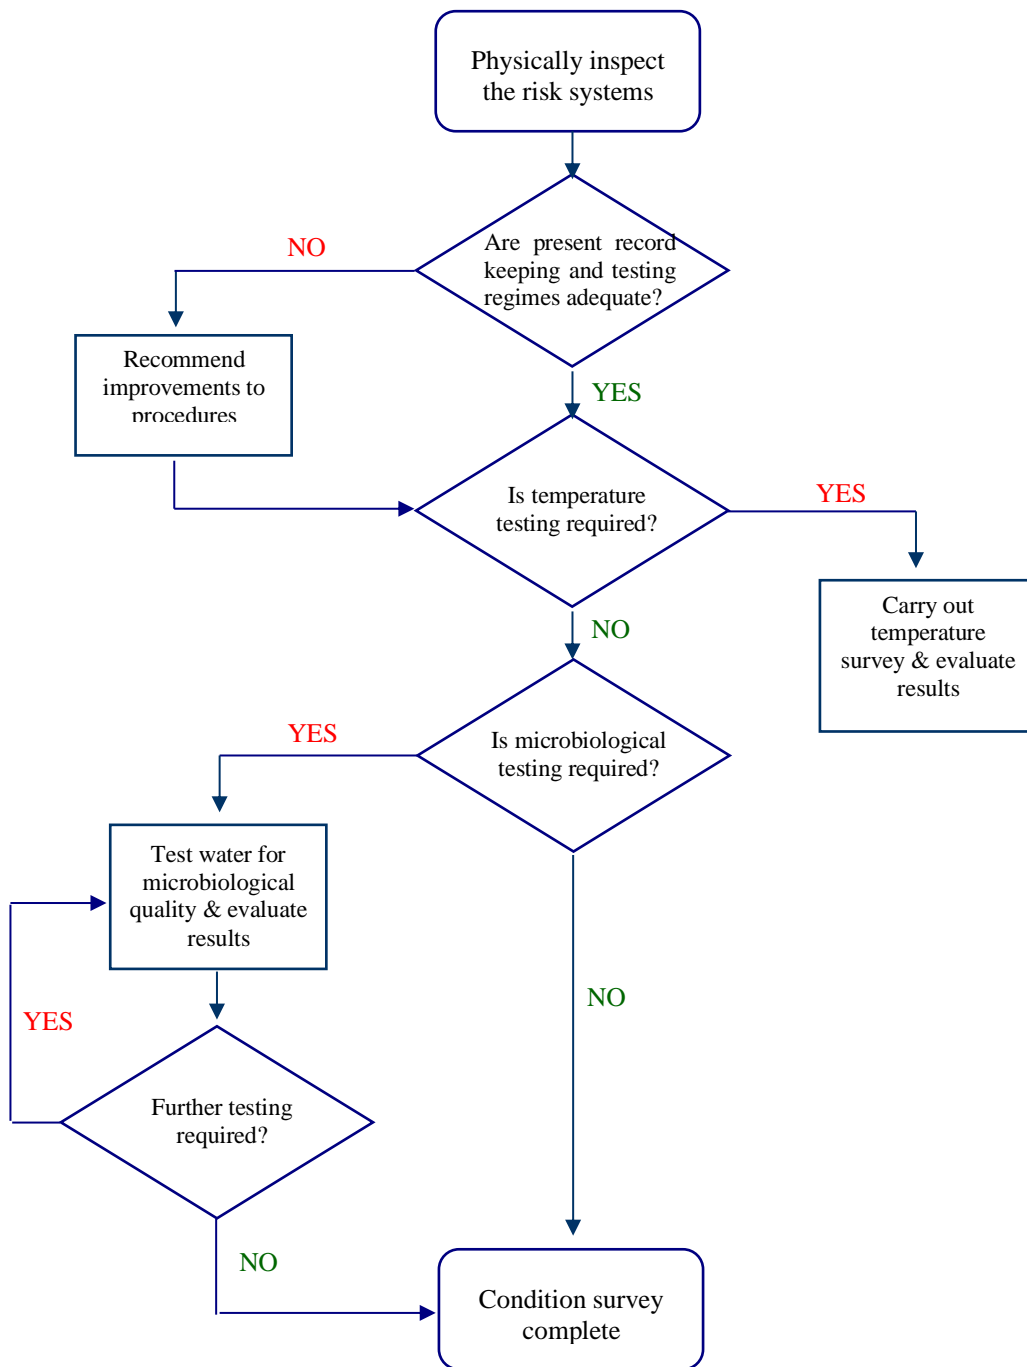 Physically inspect
the risk systems
NO
Are present record
keeping and testing
regimes adequate?
Recommend
improvements to
procedures
YES
Is temperature
testing required?
YES
Carry out
temperature
survey & evaluate
results
NO
YES
Is microbiological
testing required?
Test water for
microbiological
quality & evaluate
results
NO
YES
Further testing
required?
NO
Condition survey
complete